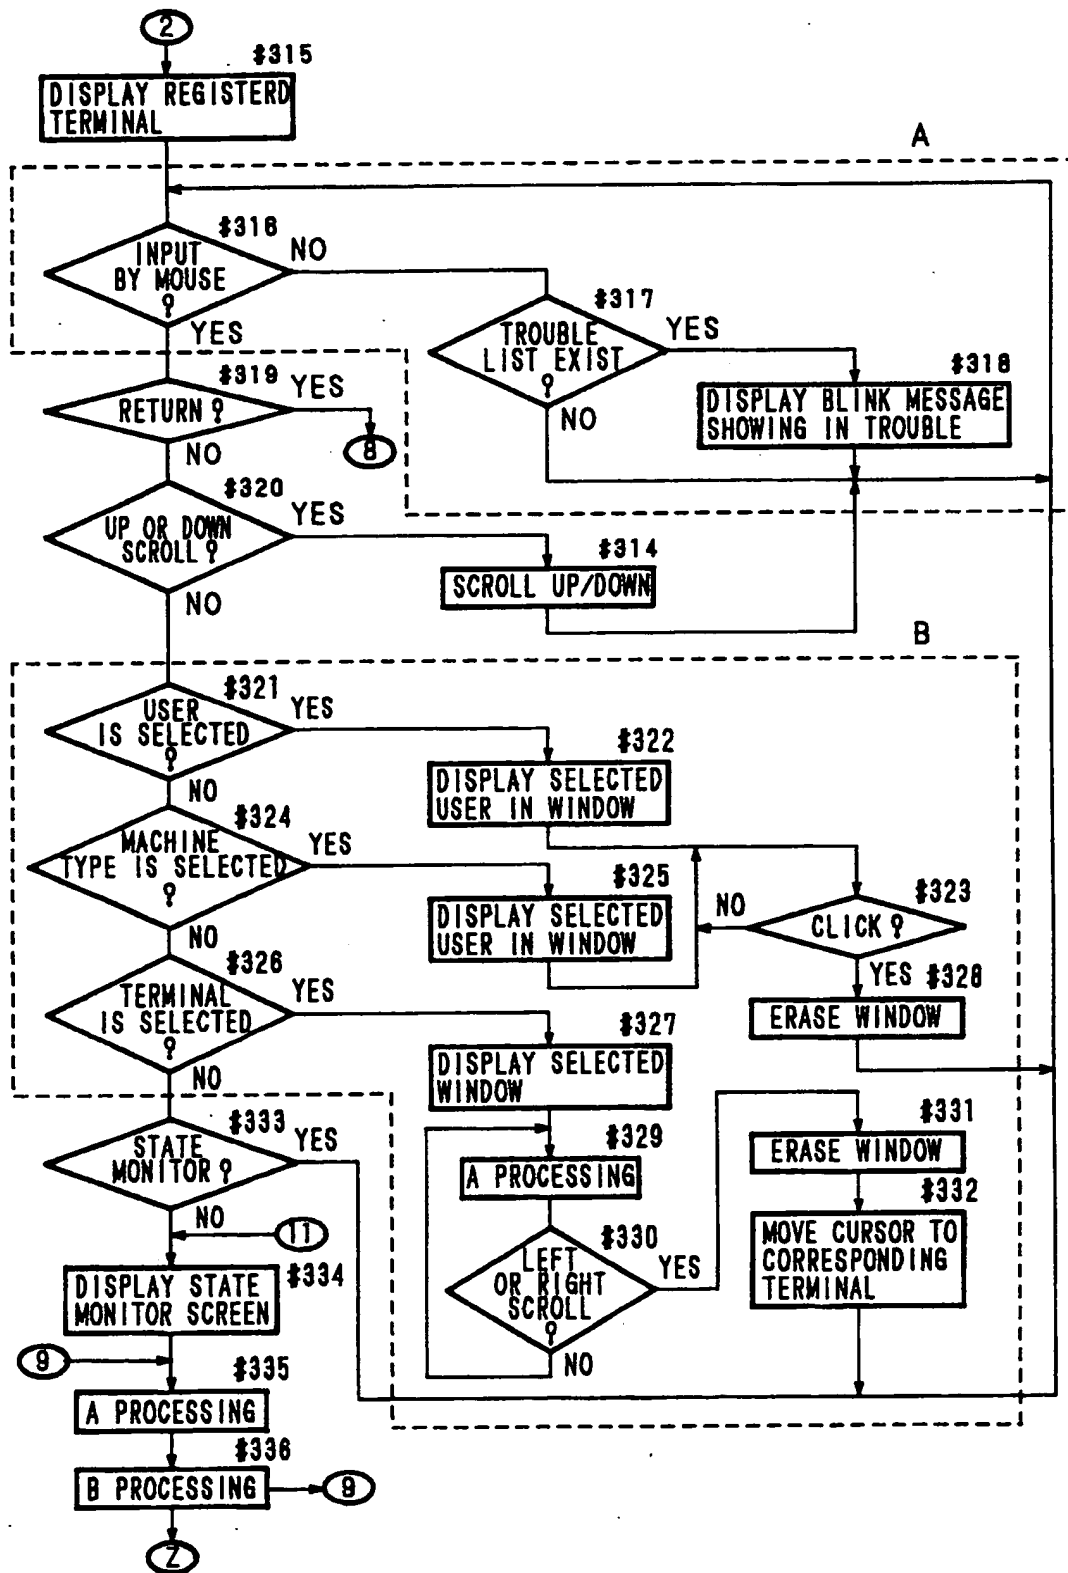 2
#315
DISPLAY REGISTERD
TERMINAL
A
#316
INPUT
BY MOUSE
?
NO
YES
#317
TROUBLE
LIST EXIST
?
YES
NO
#318
DISPLAY BLINK MESSAGE
SHOWING IN TROUBLE
#319
RETURN ?
YES
8
NO
#320
UP OR DOWN
SCROLL ?
YES
NO
#314
SCROLL UP/DOWN
B
#321
USER
IS SELECTED
?
YES
NO
#322
DISPLAY SELECTED
USER IN WINDOW
#324
MACHINE
TYPE IS SELECTED
?
YES
NO
#325
DISPLAY SELECTED
USER IN WINDOW
#323
CLICK ?
NO
YES
#328
ERASE WINDOW
#326
TERMINAL
IS SELECTED
?
YES
NO
#327
DISPLAY SELECTED
WINDOW
#329
A PROCESSING
#330
LEFT
OR RIGHT
SCROLL
?
YES
NO
#331
ERASE WINDOW
#332
MOVE CURSOR TO
CORRESPONDING
TERMINAL
#333
STATE
MONITOR ?
YES
NO
11
#334
DISPLAY STATE
MONITOR SCREEN
9
#335
A PROCESSING
#336
B PROCESSING
9
Z